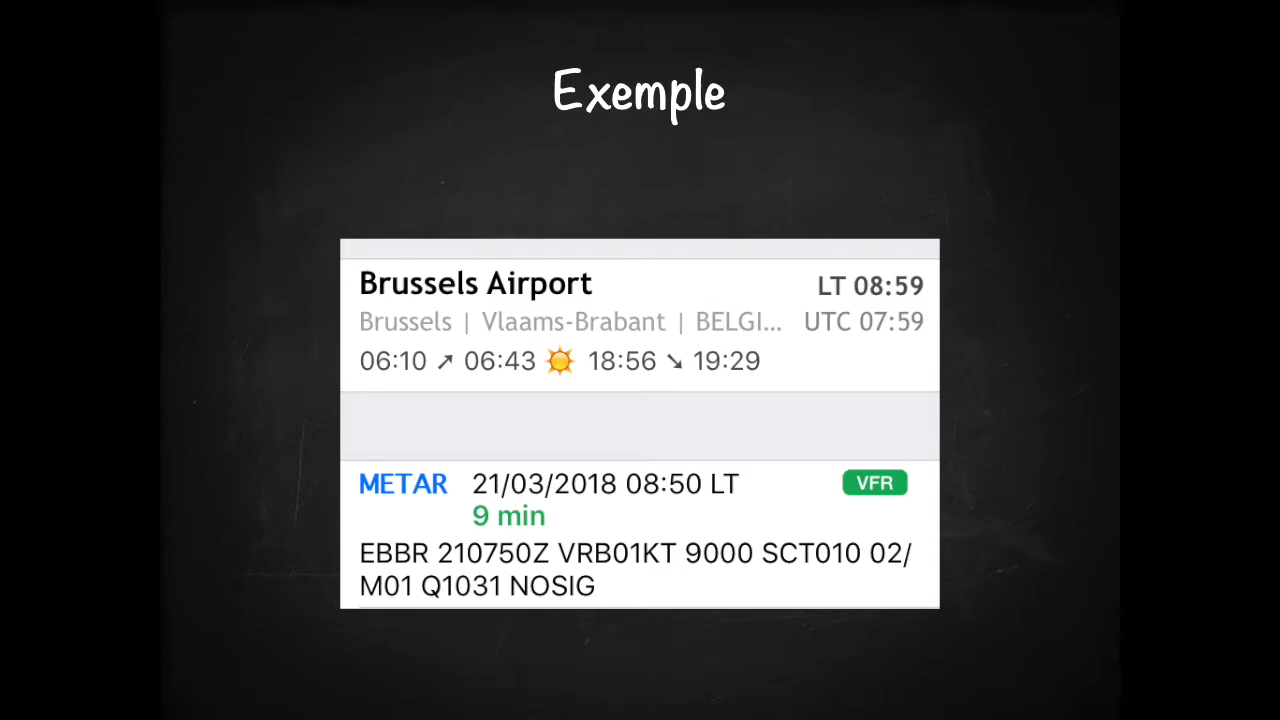 Exemple
Brussels Airport LT 08:59
Brussels | Vlaams-Brabant | BELGI... UTC 07:59
06:10 ↗ 06:43 ☀️ 18:56 ↘ 19:29
METAR 21/03/2018 08:50 LT VFR
9 min
EBBR 210750Z VRB01KT 9000 SCT010 02/
M01 Q1031 NOSIG